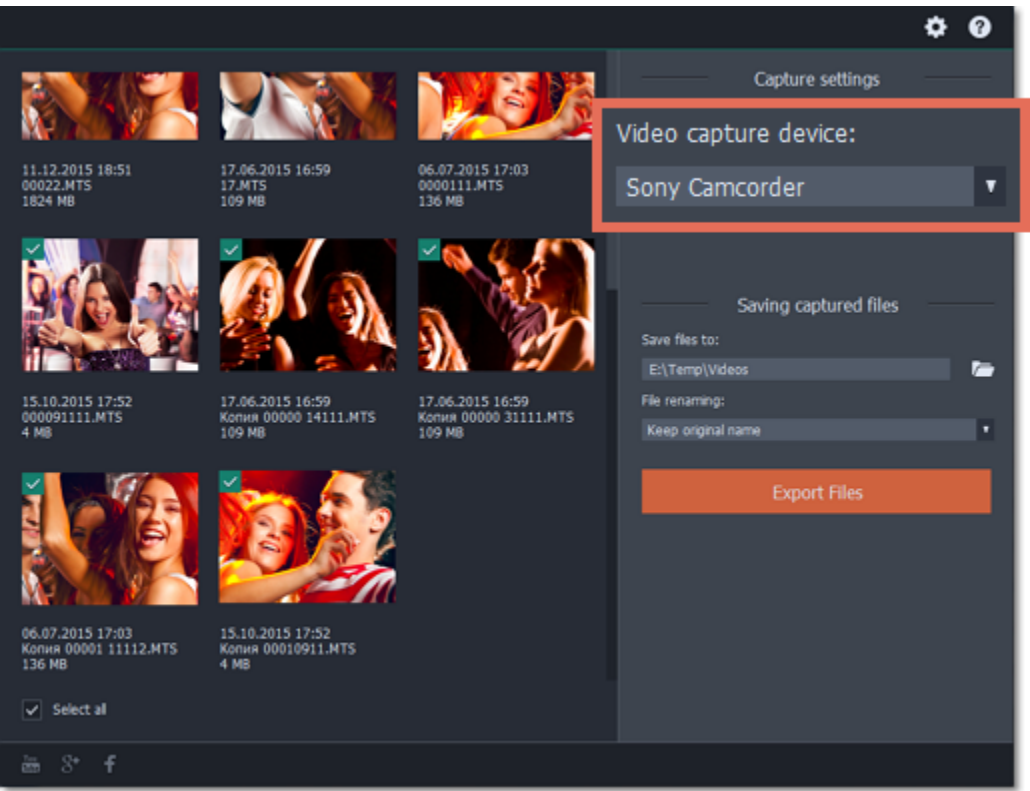 Capture settings
Video capture device:
Sony Camcorder
11.12.2015 18:51
00022.MTS
1824 MB
17.06.2015 16:59
17.MTS
109 MB
06.07.2015 17:03
0000111.MTS
136 MB
15.10.2015 17:52
000091111.MTS
4 MB
17.06.2015 16:59
Копия 00000 14111.MTS
109 MB
17.06.2015 16:59
Копия 00000 31111.MTS
109 MB
06.07.2015 17:03
Копия 00001 11112.MTS
136 MB
15.10.2015 17:52
Копия 00010911.MTS
4 MB
Select all
Saving captured files
Save files to:
E:\Temp\Videos
File renaming:
Keep original name
Export Files